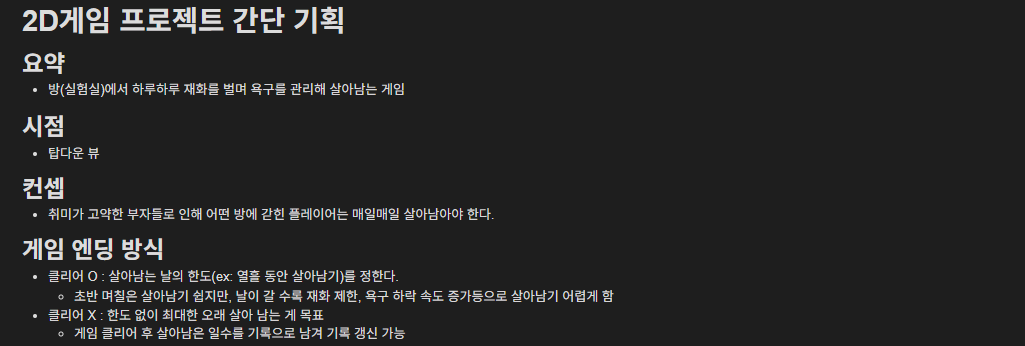 2D게임 프로젝트 간단 기획
요약
방(실험실)에서 하루하루 재화를 벌며 욕구를 관리해 살아남는 게임
시점
탑다운 뷰
컨셉
취미가 고약한 부자들로 인해 어떤 방에 갇힌 플레이어는 매일매일 살아남아야 한다.
게임 엔딩 방식
클리어 O : 살아남는 날의 한도(ex: 열흘 동안 살아남기)를 정한다.
초반 며칠은 살아남기 쉽지만, 날이 갈 수록 재화 제한, 욕구 하락 속도 증가등으로 살아남기 어렵게 함
클리어 X : 한도 없이 최대한 오래 살아 남는 게 목표
게임 클리어 후 살아남은 일수를 기록으로 남겨 기록 갱신 가능